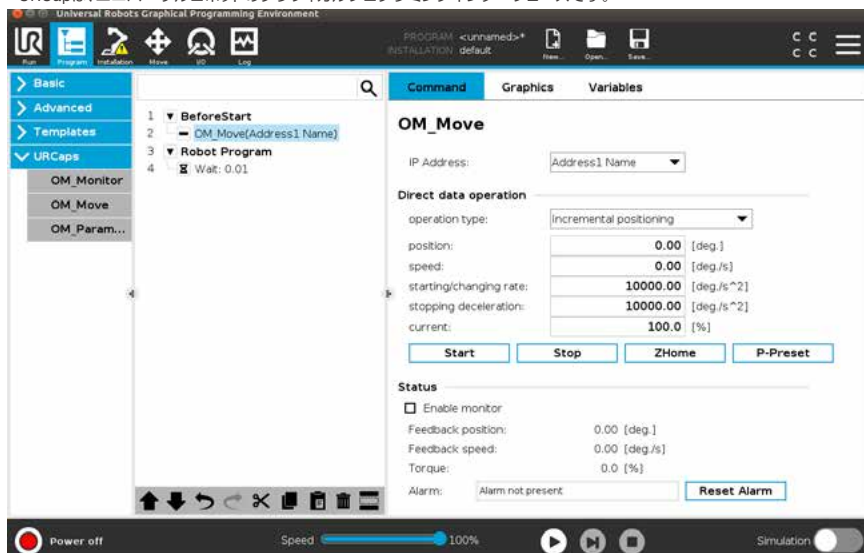 Universal Robots Graphical Programming Environment
UR
Run
Program
Installation
Move
I/O
Log
PROGRAM <unnamed>*
INSTALLATION default
New...
Open...
Save...
C C
C C
Basic
Advanced
Templates
URCaps
OM_Monitor
OM_Move
OM_Param...
1 BeforeStart
2 OM_Move(Address1 Name)
3 Robot Program
4 Wait: 0.01
Command Graphics Variables
OM_Move
IP Address: Address1 Name
Direct data operation
operation type: Incremental positioning
position: 0.00 [deg.]
speed: 0.00 [deg./s]
starting/changing rate: 10000.00 [deg./s^2]
stopping deceleration: 10000.00 [deg./s^2]
current: 100.0 [%]
Start Stop ZHome P-Preset
Status
Enable monitor
Feedback position: 0.00 [deg.]
Feedback speed: 0.00 [deg./s]
Torque: 0.0 [%]
Alarm: Alarm not present Reset Alarm
Power off
Speed 100%
Simulation